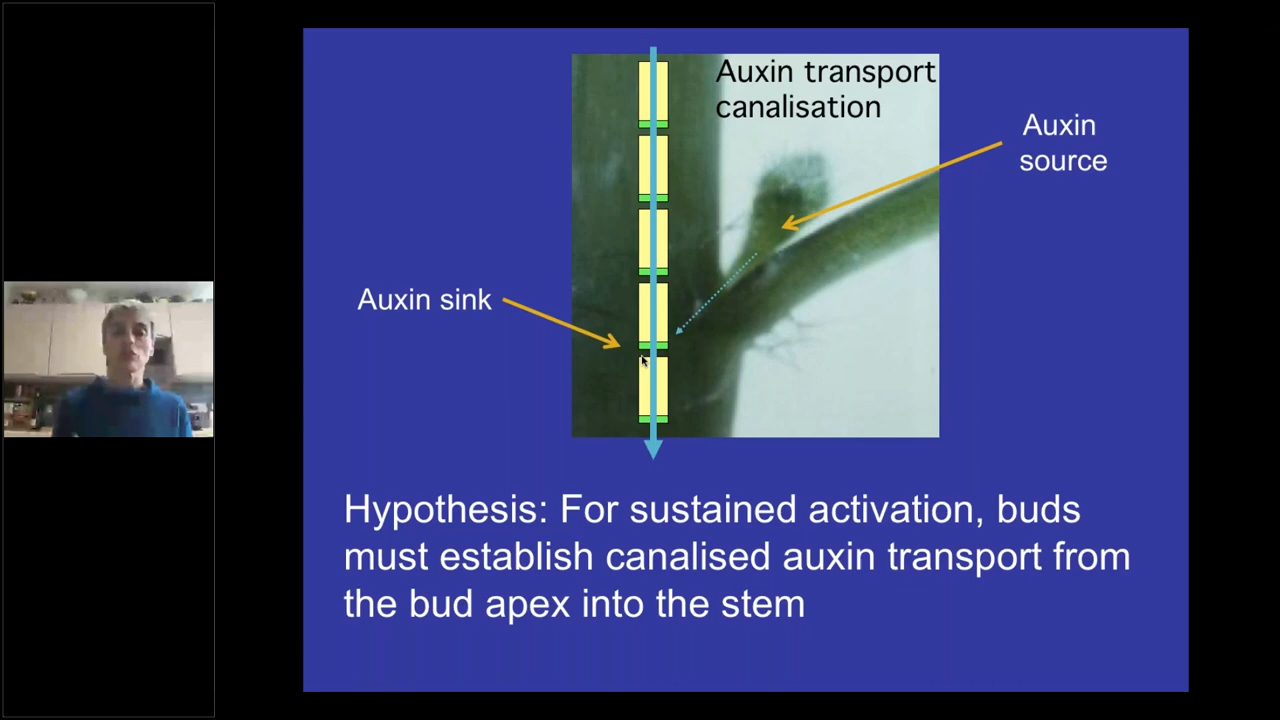 Auxin transport
canalisation
Auxin
source
Auxin sink
Hypothesis: For sustained activation, buds
must establish canalised auxin transport from
the bud apex into the stem